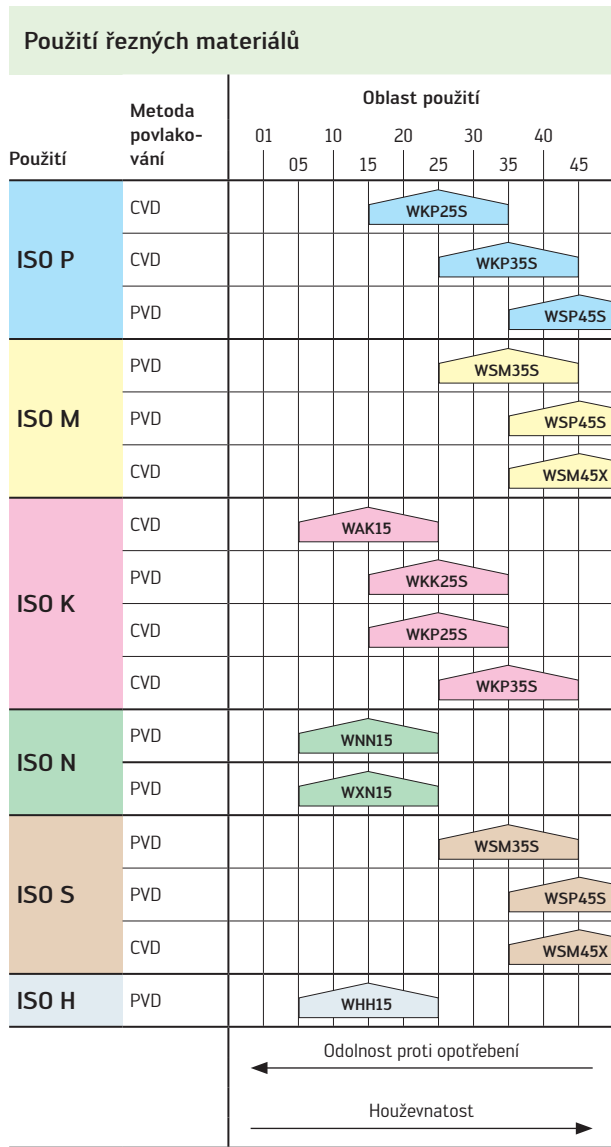 Použití řezných materiálů
Oblast použití
Použití
Metoda
povlako-
vání
01 10 20 30 40
05 15 25 35 45
ISO P
CVD WKP25S
CVD WKP35S
PVD WSP45S
ISO M
PVD WSM35S
PVD WSP45S
CVD WSM45X
ISO K
CVD WAK15
PVD WKK25S
CVD WKP25S
CVD WKP35S
ISO N
PVD WNN15
PVD WXN15
ISO S
PVD WSM35S
PVD WSP45S
CVD WSM45X
ISO H PVD WHH15
Odolnost proti opotřebení
Houževnatost